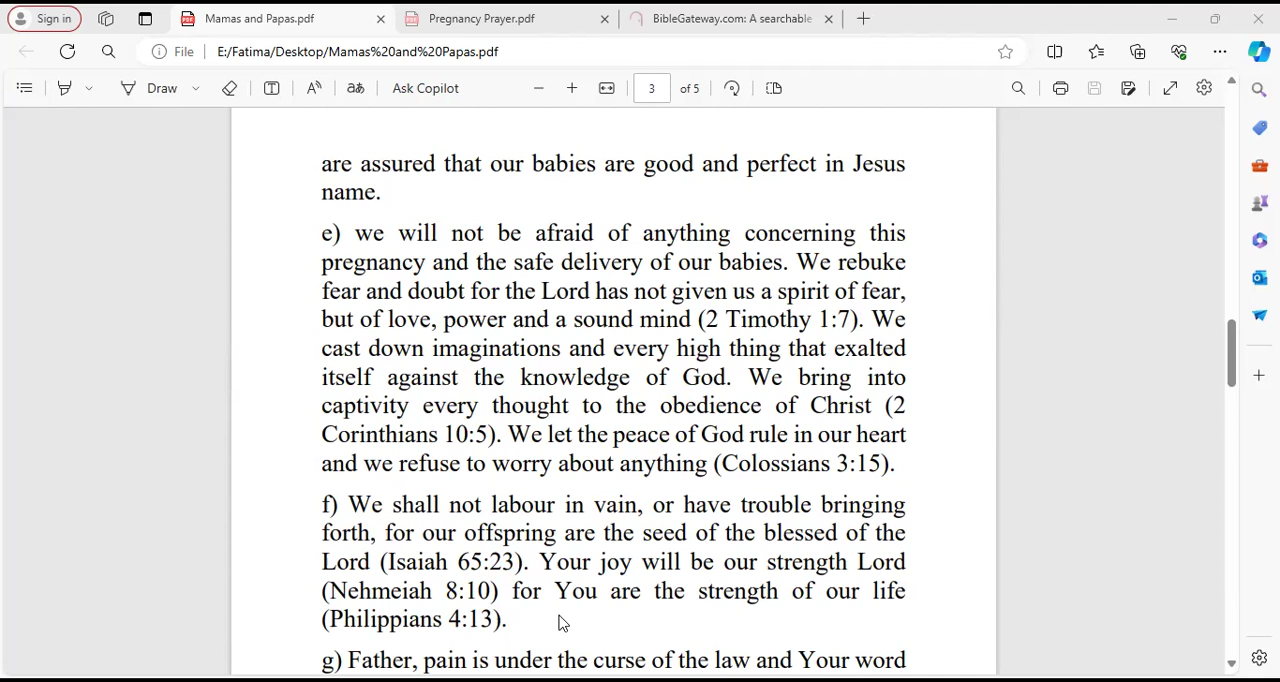 Sign in
Mamas and Papas.pdf
Pregnancy Prayer.pdf
BibleGateway.com: A searchable
File
E:/Fatima/Desktop/Mamas%20and%20Papas.pdf
Draw
Ask Copilot
3 of 5
are assured that our babies are good and perfect in Jesus
name.
e) we will not be afraid of anything concerning this
pregnancy and the safe delivery of our babies. We rebuke
fear and doubt for the Lord has not given us a spirit of fear,
but of love, power and a sound mind (2 Timothy 1:7). We
cast down imaginations and every high thing that exalted
itself against the knowledge of God. We bring into
captivity every thought to the obedience of Christ (2
Corinthians 10:5). We let the peace of God rule in our heart
and we refuse to worry about anything (Colossians 3:15).
f) We shall not labour in vain, or have trouble bringing
forth, for our offspring are the seed of the blessed of the
Lord (Isaiah 65:23). Your joy will be our strength Lord
(Nehmeiah 8:10) for You are the strength of our life
(Philippians 4:13).
g) Father, pain is under the curse of the law and Your word